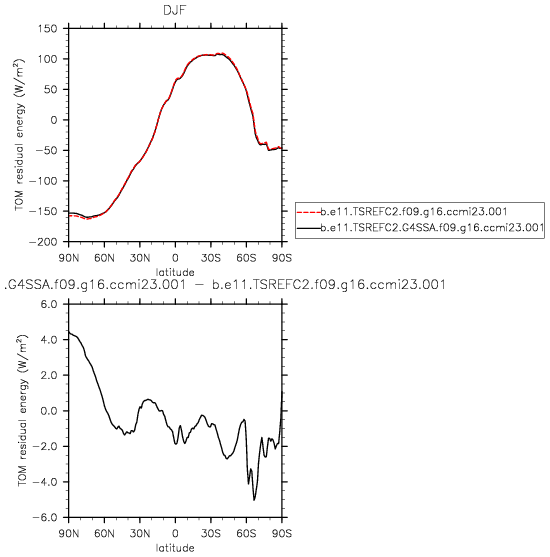 DJF
150
100
50
0
−50
−100
−150
−200
TOM residual energy (W/m²)
90N 60N 30N 0 30S 60S 90S
latitude
b.e11.TSREFC2.f09.g16.ccmi23.001
b.e11.TSREFC2.G4SSA.f09.g16.ccmi23.001
.G4SSA.f09.g16.ccmi23.001 − b.e11.TSREFC2.f09.g16.ccmi23.001
6.0
4.0
2.0
0.0
−2.0
−4.0
−6.0
TOM residual energy (W/m²)
90N 60N 30N 0 30S 60S 90S
latitude